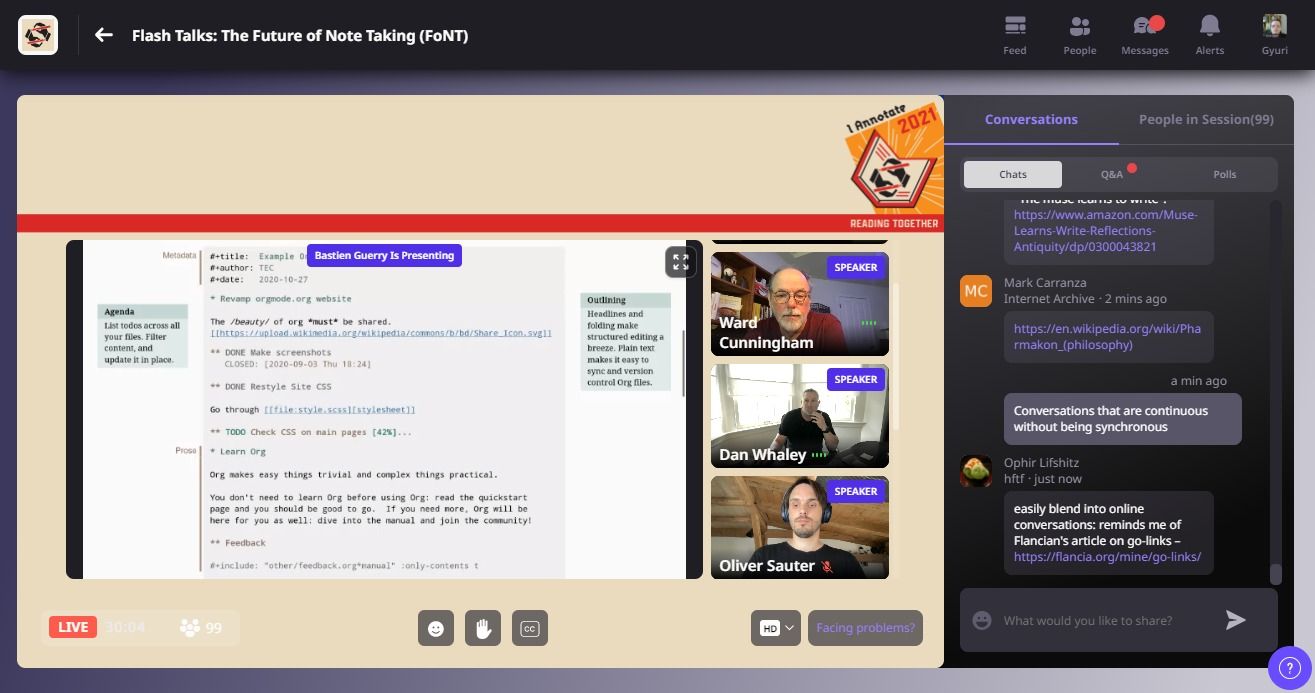 Flash Talks: The Future of Note Taking (FoNT)
Feed
People
Messages
Alerts
Gyuri
I Annotate
2021
READING TOGETHER
Bastien Guerry Is Presenting
Metadata
#+title: Example Or
#+author: TEC
#+date: 2020-10-27
* Revamp orgmode.org website
The /beauty/ of org *must* be shared.
[[https://upload.wikimedia.org/wikipedia/commons/b/bd/Share_Icon.svg]]
** DONE Make screenshots
CLOSED: [2020-09-03 Thu 18:24]
** DONE Restyle Site CSS
Go through [[file:style.scss][stylesheet]]
** TODO Check CSS on main pages [42%]...
Prose
* Learn Org
Org makes easy things trivial and complex things practical.
You don't need to learn Org before using Org: read the quickstart
page and you should be good to go. If you need more, Org will be
here for you as well: dive into the manual and join the community!
** Feedback
#+include: "other/feedback.org*manual" :only-contents t
Agenda
List todos across all
your files. Filter
content, and
update it in place.
Outlining
Headlines and
folding make
structured editing a
breeze. Plain text
makes it easy to
sync and version
control Org files.
SPEAKER
Ward
Cunningham
SPEAKER
Dan Whaley
SPEAKER
Oliver Sauter
LIVE
30:04
99
CC
HD
Facing problems?
Conversations
People in Session(99)
Chats
Q&A
Polls
"The muse learns to write".
https://www.amazon.com/Muse-
Learns-Write-Reflections-
Antiquity/dp/0300043821
MC
Mark Carranza
Internet Archive · 2 mins ago
https://en.wikipedia.org/wiki/Pha
rmakon_(philosophy)
a min ago
Conversations that are continuous
without being synchronous
Ophir Lifshitz
hftf · just now
easily blend into online
conversations: reminds me of
Flancian's article on go-links –
https://flancia.org/mine/go-links/
What would you like to share?
?